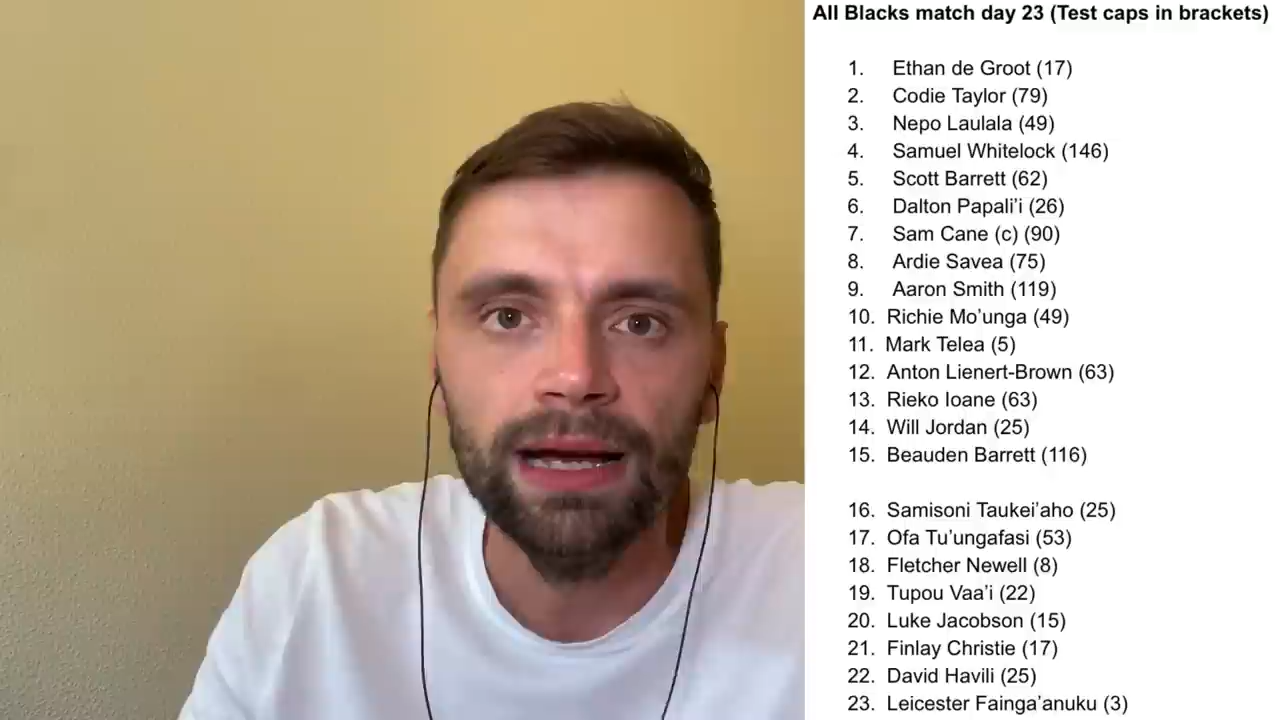 All Blacks match day 23 (Test caps in brackets)
1. Ethan de Groot (17)
2. Codie Taylor (79)
3. Nepo Laulala (49)
4. Samuel Whitelock (146)
5. Scott Barrett (62)
6. Dalton Papali’i (26)
7. Sam Cane (c) (90)
8. Ardie Savea (75)
9. Aaron Smith (119)
10. Richie Mo’unga (49)
11. Mark Telea (5)
12. Anton Lienert-Brown (63)
13. Rieko Ioane (63)
14. Will Jordan (25)
15. Beauden Barrett (116)
16. Samisoni Taukei’aho (25)
17. Ofa Tu’ungafasi (53)
18. Fletcher Newell (8)
19. Tupou Vaa’i (22)
20. Luke Jacobson (15)
21. Finlay Christie (17)
22. David Havili (25)
23. Leicester Fainga’anuku (3)